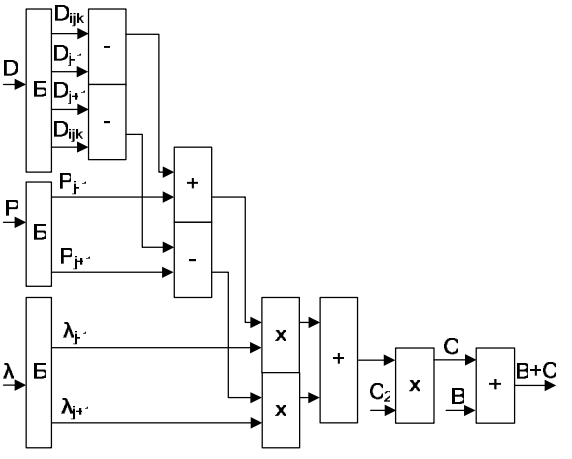 D
Б
D_ijk
D_j-1
D_j+1
D_ijk
-
-
P
Б
P_j-1
P_j+1
+
-
λ
Б
λ_j-1
λ_j+1
x
x
+
C_2
x
C
B
+
B+C